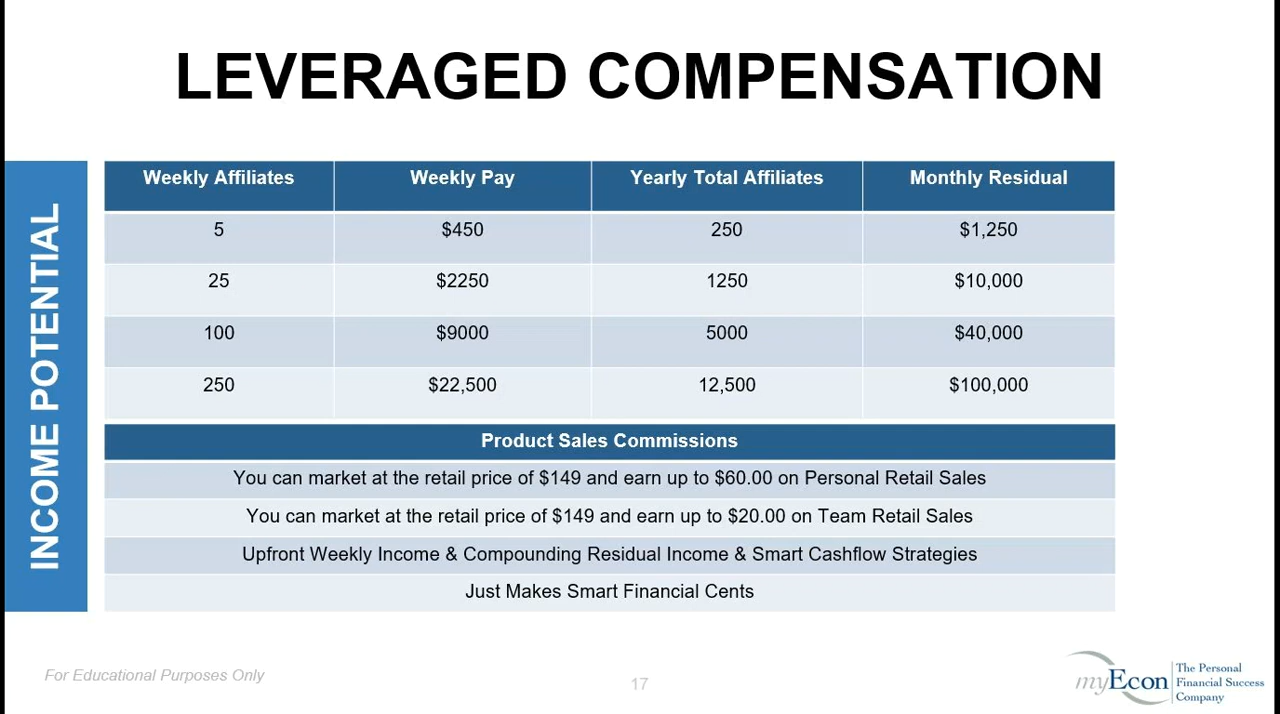 LEVERAGED COMPENSATION
INCOME POTENTIAL
Weekly Affiliates Weekly Pay Yearly Total Affiliates Monthly Residual
5 $450 250 $1,250
25 $2250 1250 $10,000
100 $9000 5000 $40,000
250 $22,500 12,500 $100,000
Product Sales Commissions
You can market at the retail price of $149 and earn up to $60.00 on Personal Retail Sales
You can market at the retail price of $149 and earn up to $20.00 on Team Retail Sales
Upfront Weekly Income & Compounding Residual Income & Smart Cashflow Strategies
Just Makes Smart Financial Cents
For Educational Purposes Only
17
myEcon
The Personal
Financial Success
Company